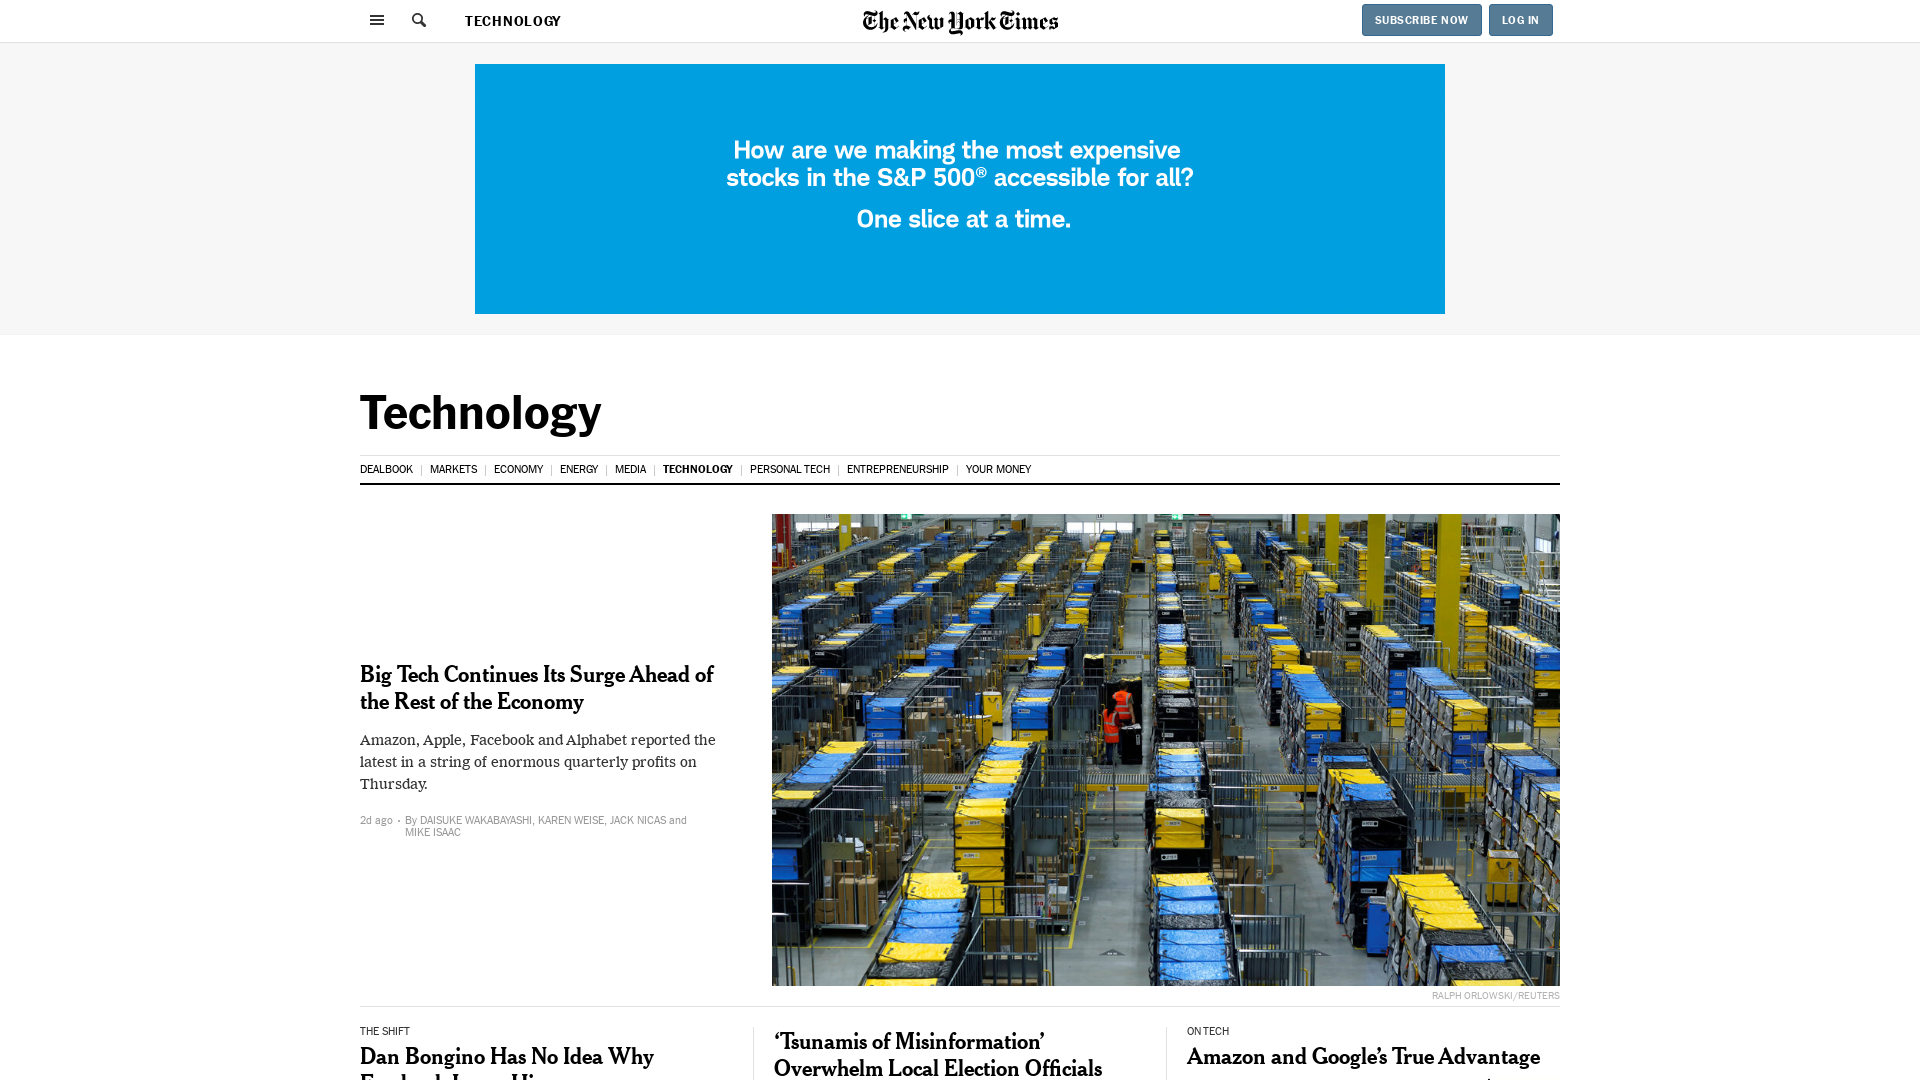 TECHNOLOGY
The New York Times
SUBSCRIBE NOW
LOG IN
How are we making the most expensive
stocks in the S&P 500® accessible for all?
One slice at a time.
Technology
DEALBOOK
MARKETS
ECONOMY
ENERGY
MEDIA
TECHNOLOGY
PERSONAL TECH
ENTREPRENEURSHIP
YOUR MONEY
Big Tech Continues Its Surge Ahead of
the Rest of the Economy
Amazon, Apple, Facebook and Alphabet reported the
latest in a string of enormous quarterly profits on
Thursday.
2d ago • By DAISUKE WAKABAYASHI, KAREN WEISE, JACK NICAS and
MIKE ISAAC
RALPH ORLOWSKI/REUTERS
THE SHIFT
Dan Bongino Has No Idea Why
‘Tsunamis of Misinformation’
Overwhelm Local Election Officials
ON TECH
Amazon and Google’s True Advantage